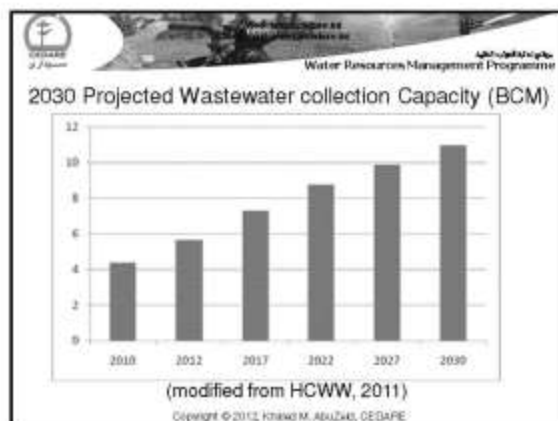 CEDARE
Water Resources Management Programme
2030 Projected Wastewater collection Capacity (BCM)
12
10
8
6
4
2
0
2010 2012 2017 2022 2027 2030
(modified from HCWW, 2011)
Copyright © 2012, Khaled M. AbuZeid, CEDARE